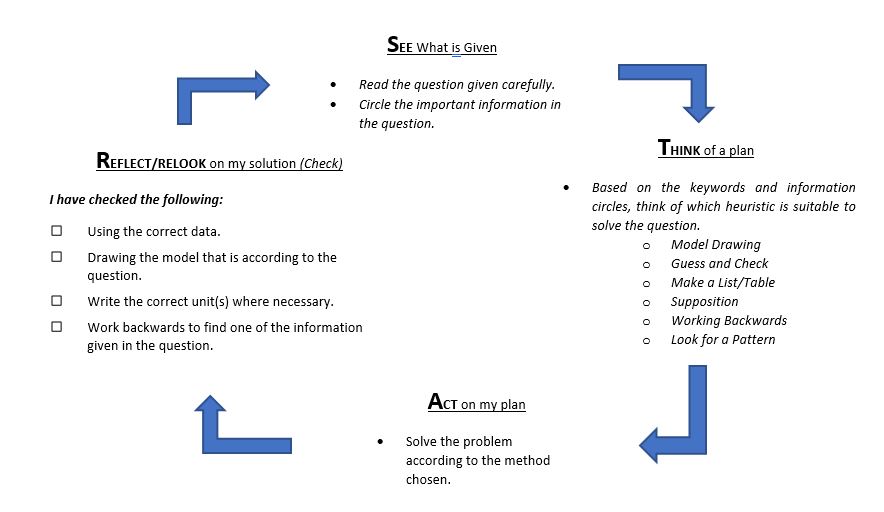 SEE What is Given
• Read the question given carefully.
• Circle the important information in
the question.
THINK of a plan
• Based on the keywords and information
circles, think of which heuristic is suitable to
solve the question.
o Model Drawing
o Guess and Check
o Make a List/Table
o Supposition
o Working Backwards
o Look for a Pattern
ACT on my plan
• Solve the problem
according to the method
chosen.
REFLECT/RELOOK on my solution (Check)
I have checked the following:
☐ Using the correct data.
☐ Drawing the model that is according to the
question.
☐ Write the correct unit(s) where necessary.
☐ Work backwards to find one of the information
given in the question.